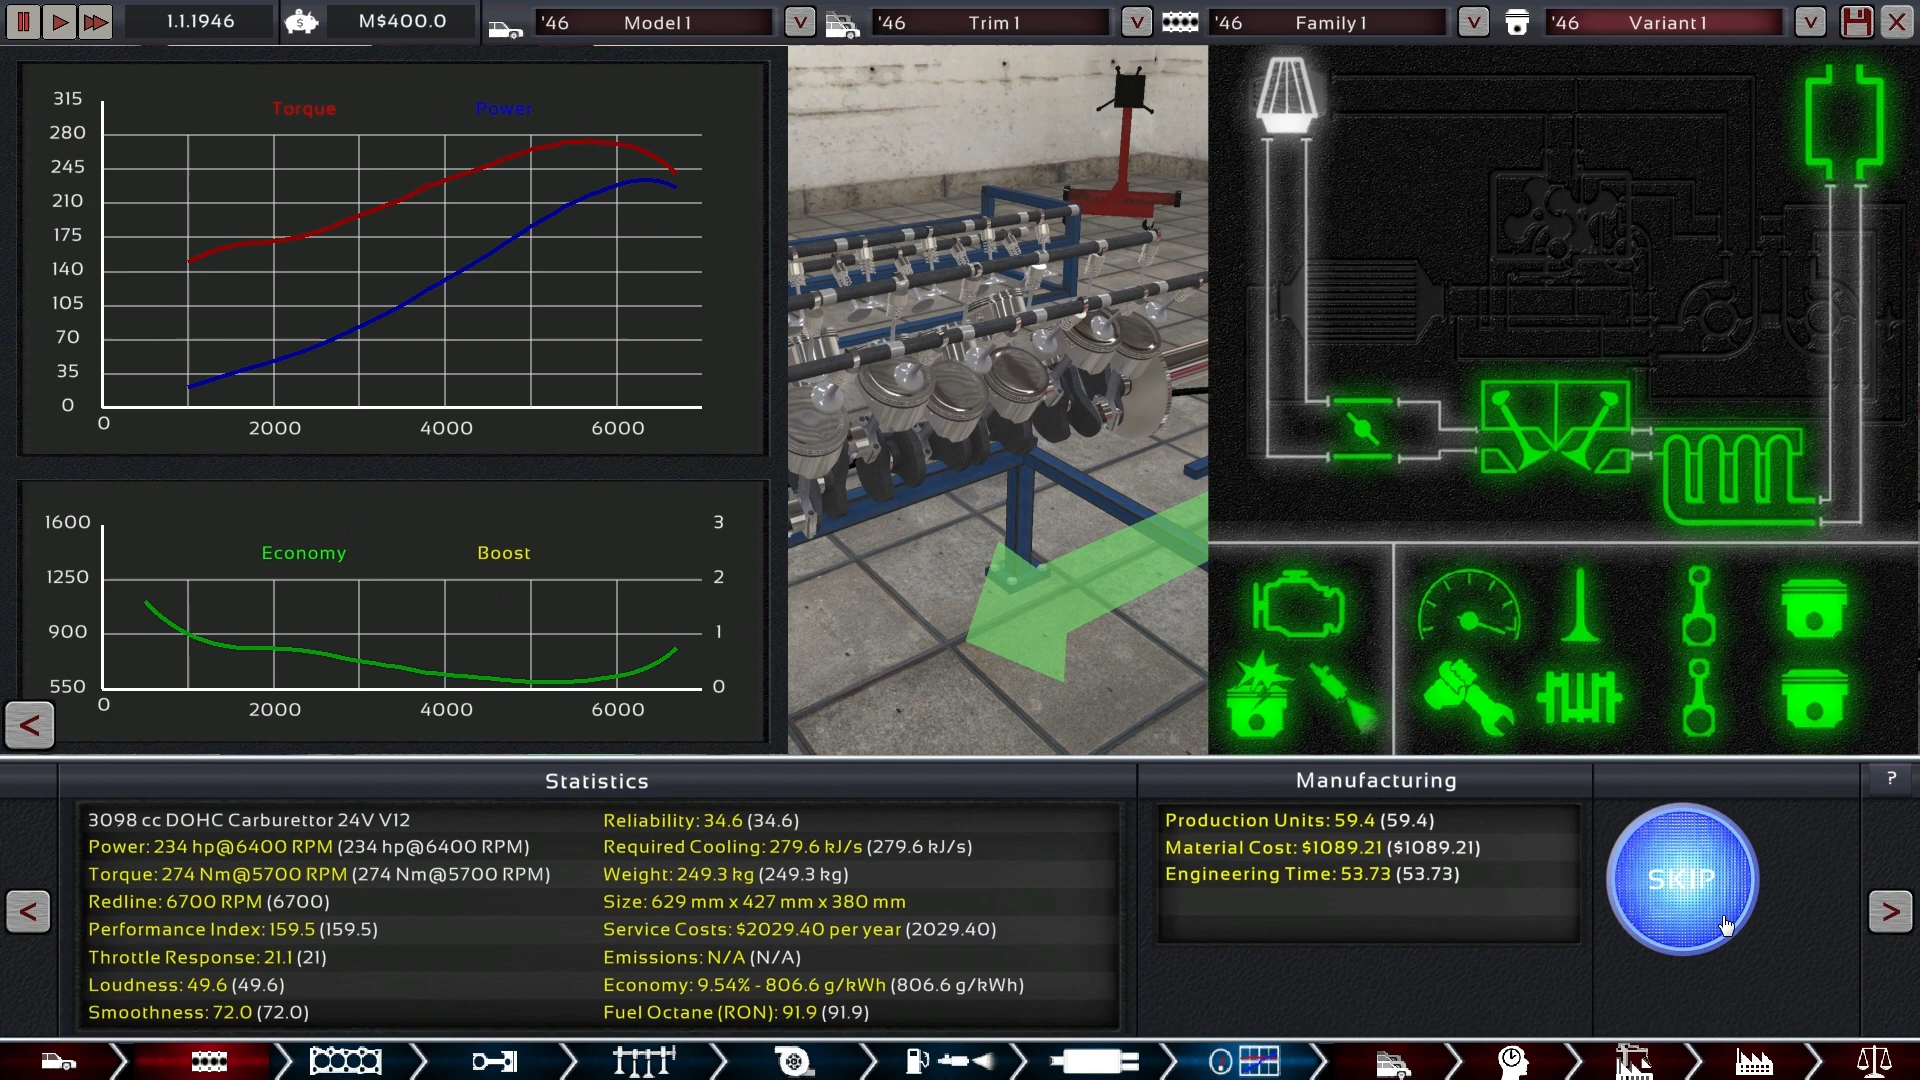 1.1.1946
M$400.0
'46 Model 1
V
'46 Trim 1
V
'46 Family 1
V
'46 Variant 1
V
X
Torque
Power
315
280
245
210
175
140
105
70
35
0
0
2000
4000
6000
Economy
Boost
1600
1250
900
550
3
2
1
0
0
2000
4000
6000
<
Statistics
Manufacturing
?
3098 cc DOHC Carburettor 24V V12
Power: 234 hp@6400 RPM (234 hp@6400 RPM)
Torque: 274 Nm@5700 RPM (274 Nm@5700 RPM)
Redline: 6700 RPM (6700)
Performance Index: 159.5 (159.5)
Throttle Response: 21.1 (21)
Loudness: 49.6 (49.6)
Smoothness: 72.0 (72.0)
Reliability: 34.6 (34.6)
Required Cooling: 279.6 kJ/s (279.6 kJ/s)
Weight: 249.3 kg (249.3 kg)
Size: 629 mm x 427 mm x 380 mm
Service Costs: $2029.40 per year (2029.40)
Emissions: N/A (N/A)
Economy: 9.54% - 806.6 g/kWh (806.6 g/kWh)
Fuel Octane (RON): 91.9 (91.9)
Production Units: 59.4 (59.4)
Material Cost: $1089.21 ($1089.21)
Engineering Time: 53.73 (53.73)
SKIP
<
>